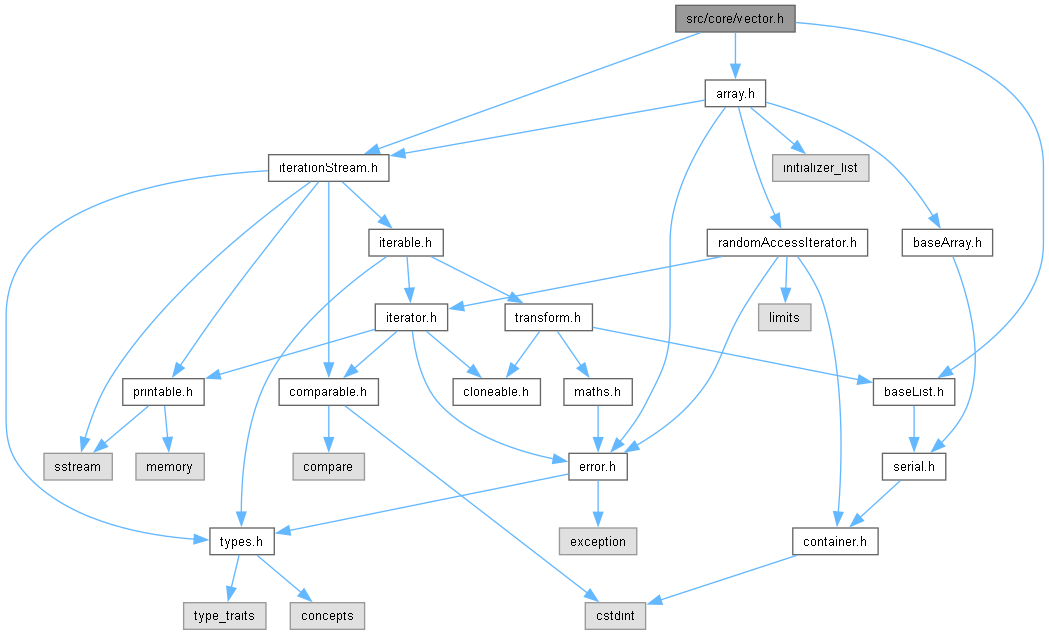 src/core/vector.h
array.h
iterationStream.h
initializer_list
iterable.h
randomAccessIterator.h
baseArray.h
iterator.h
transform.h
limits
printable.h
comparable.h
cloneable.h
maths.h
baseList.h
sstream
memory
compare
error.h
serial.h
types.h
exception
container.h
type_traits
concepts
cstdint